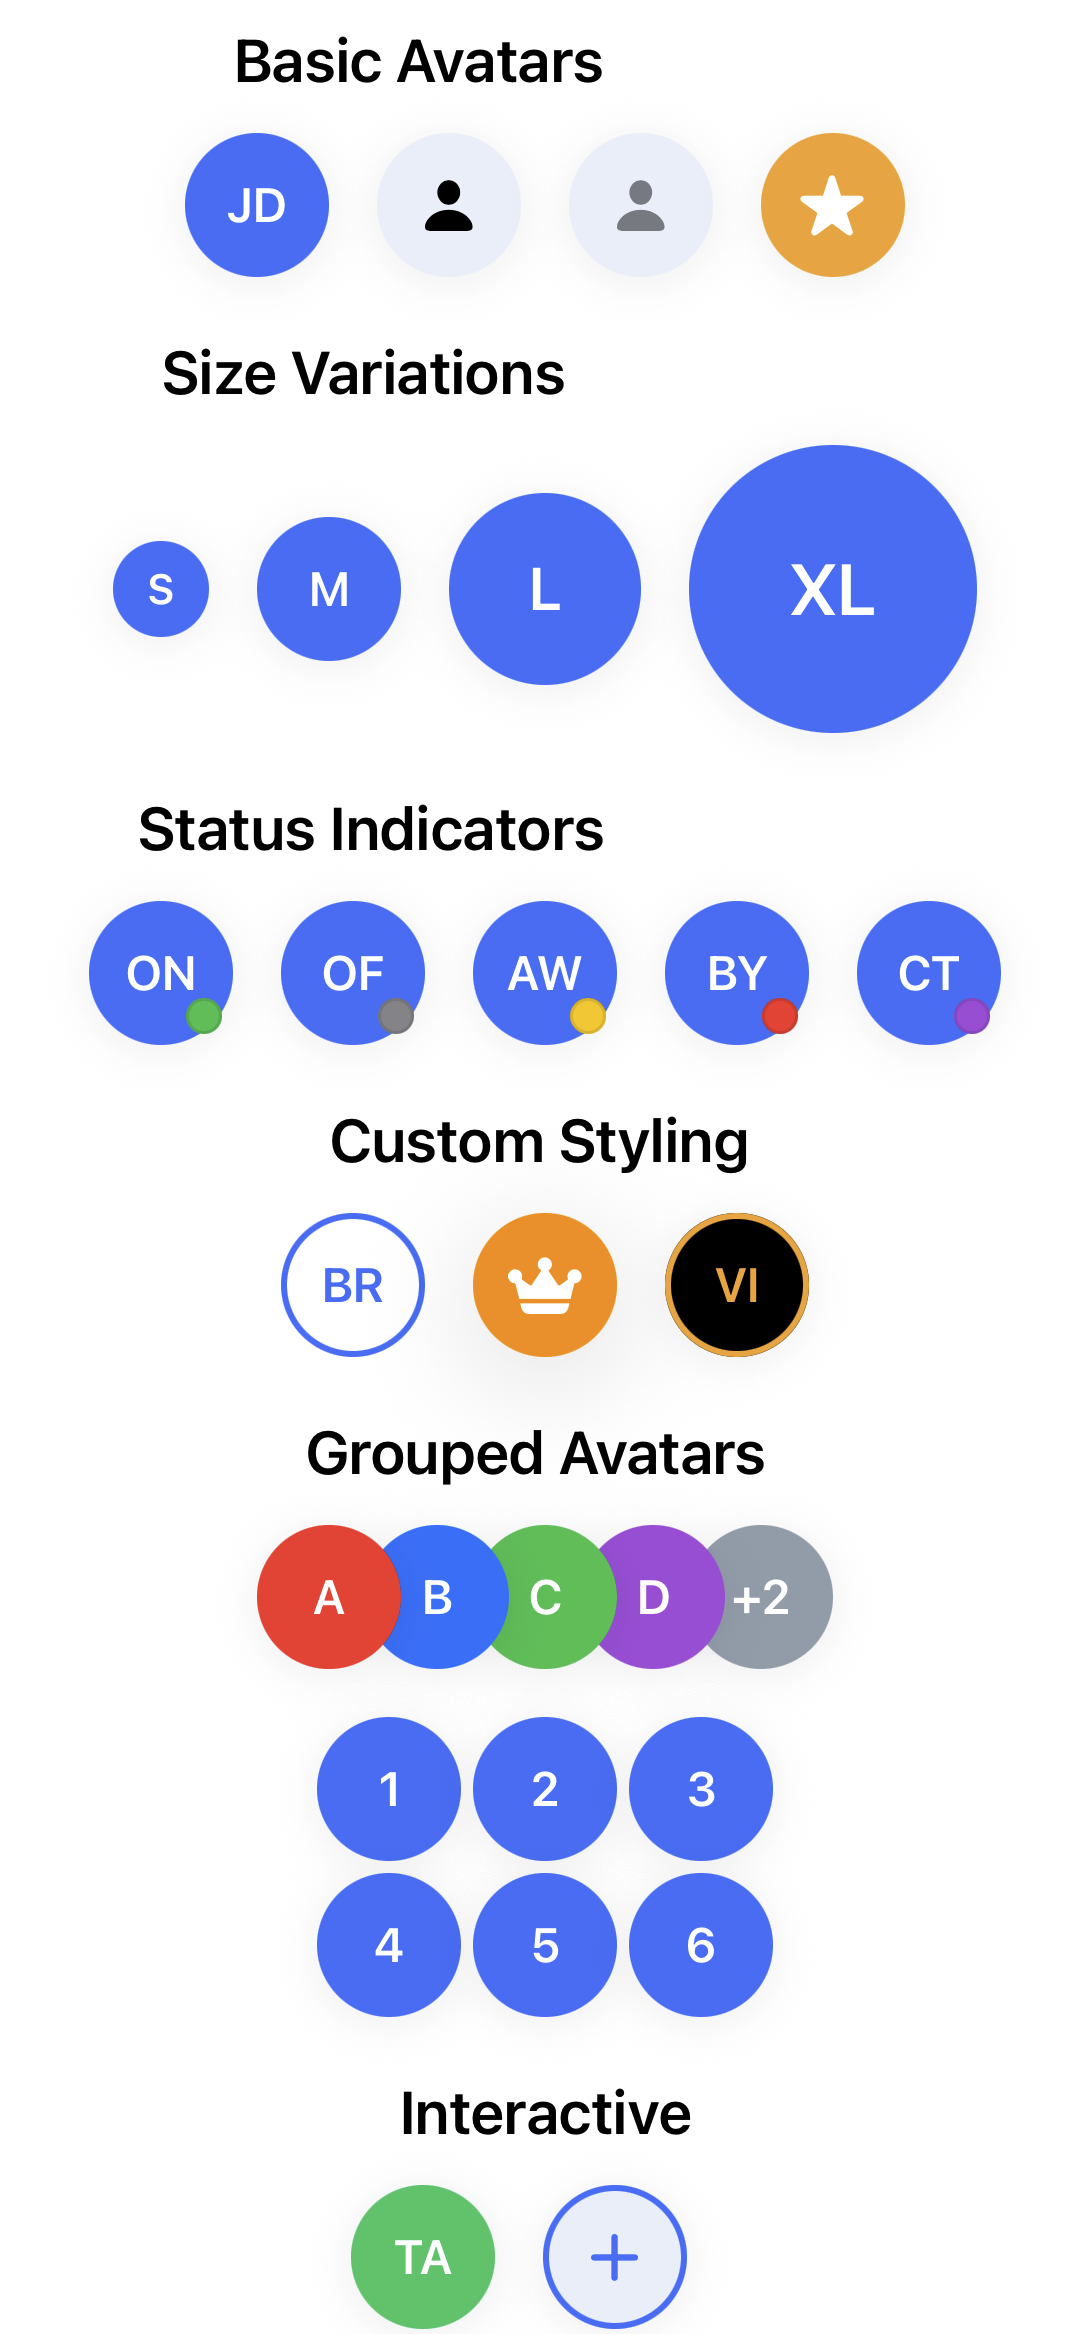 Basic Avatars
JD
Size Variations
S M L XL
Status Indicators
ON OF AW BY CT
Custom Styling
BR VI
Grouped Avatars
A B C D +2
1 2 3
4 5 6
Interactive
TA